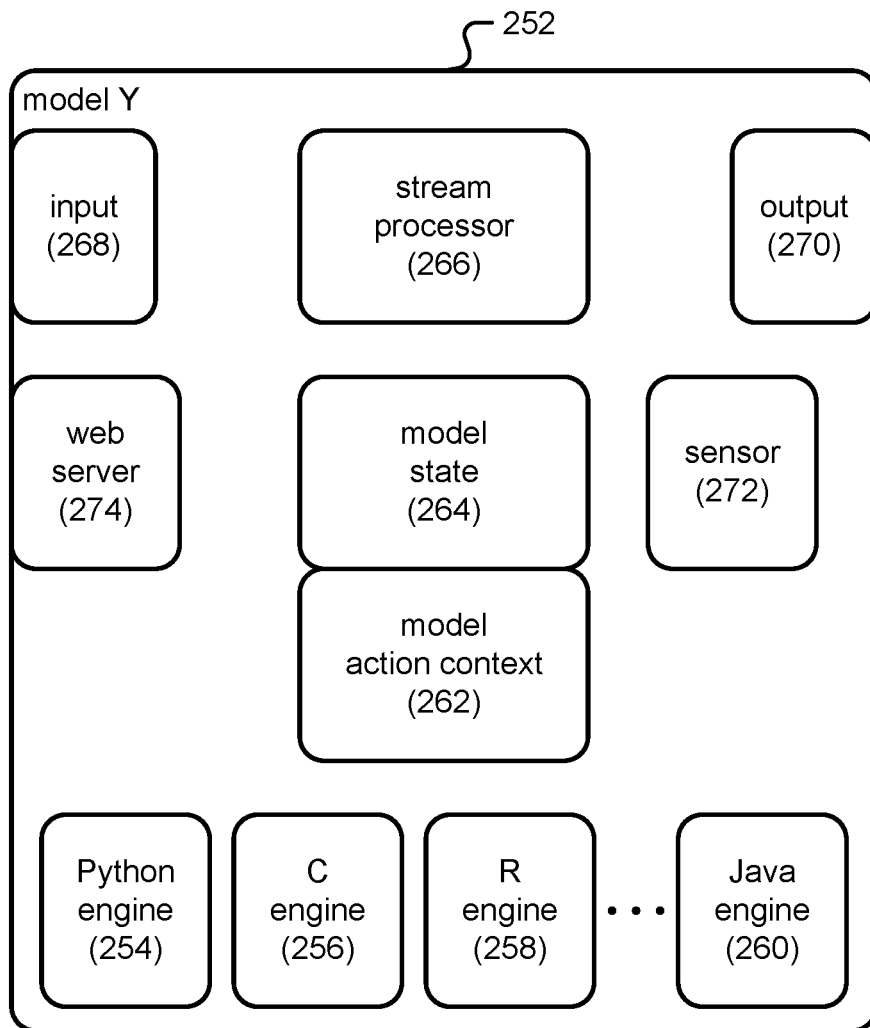 252
model Y
input
(268)
stream
processor
(266)
output
(270)
web
server
(274)
model
state
(264)
sensor
(272)
model
action context
(262)
Python
engine
(254)
C
engine
(256)
R
engine
(258)
• • •
Java
engine
(260)